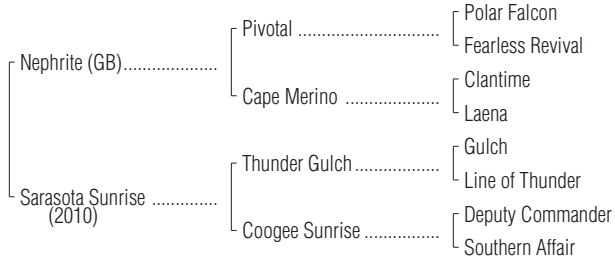 Polar Falcon
Pivotal ..............................
Fearless Revival
Nephrite (GB)....................
Clantime
Cape Merino ....................
Laena
Gulch
Thunder Gulch..................
Line of Thunder
Sarasota Sunrise ..............
(2010)
Deputy Commander
Coogee Sunrise ................
Southern Affair